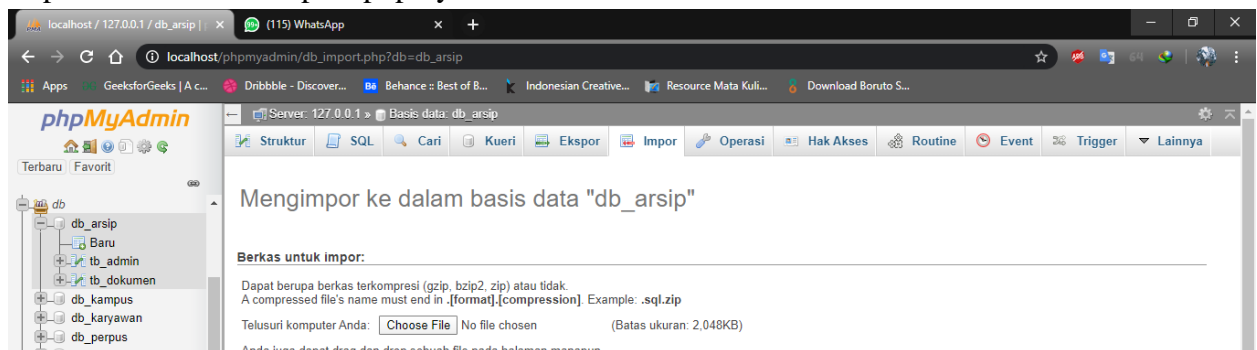 localhost / 127.0.0.1 / db_arsip |
(115) WhatsApp
localhost/phpmyadmin/db_import.php?db=db_arsip
Apps GeeksforGeeks | A c... Dribbble - Discover... Behance :: Best of B... Indonesian Creative... Resource Mata Kuli... Download Boruto S...
phpMyAdmin
Terbaru Favorit
db
db_arsip
Baru
tb_admin
tb_dokumen
db_kampus
db_karyawan
db_perpus
Server: 127.0.0.1 » Basis data: db_arsip
Struktur SQL Cari Kueri Ekspor Impor Operasi Hak Akses Routine Event Trigger Lainnya
Mengimpor ke dalam basis data "db_arsip"
Berkas untuk impor:
Dapat berupa berkas terkompresi (gzip, bzip2, zip) atau tidak.
A compressed file's name must end in .[format].[compression]. Example: .sql.zip
Telusuri komputer Anda: Choose File No file chosen (Batas ukuran: 2,048KB)